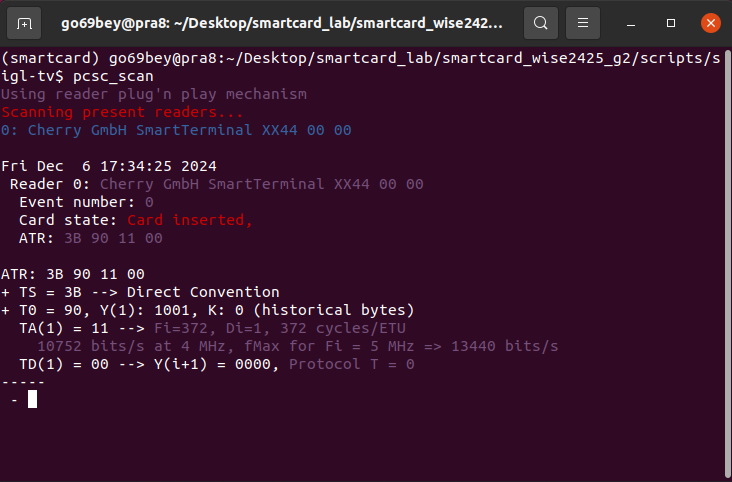 go69bey@pra8: ~/Desktop/smartcard_lab/smartcard_wise242...
(smartcard) go69bey@pra8:~/Desktop/smartcard_lab/smartcard_wise2425_g2/scripts/s
igl-tv$ pcsc_scan
Using reader plug'n play mechanism
Scanning present readers...
0: Cherry GmbH SmartTerminal XX44 00 00
Fri Dec  6 17:34:25 2024
 Reader 0: Cherry GmbH SmartTerminal XX44 00 00
  Event number: 0
  Card state: Card inserted,
  ATR: 3B 90 11 00
ATR: 3B 90 11 00
+ TS = 3B --> Direct Convention
+ T0 = 90, Y(1): 1001, K: 0 (historical bytes)
  TA(1) = 11 --> Fi=372, Di=1, 372 cycles/ETU
    10752 bits/s at 4 MHz, fMax for Fi = 5 MHz => 13440 bits/s
  TD(1) = 00 --> Y(i+1) = 0000, Protocol T = 0
-----
 -